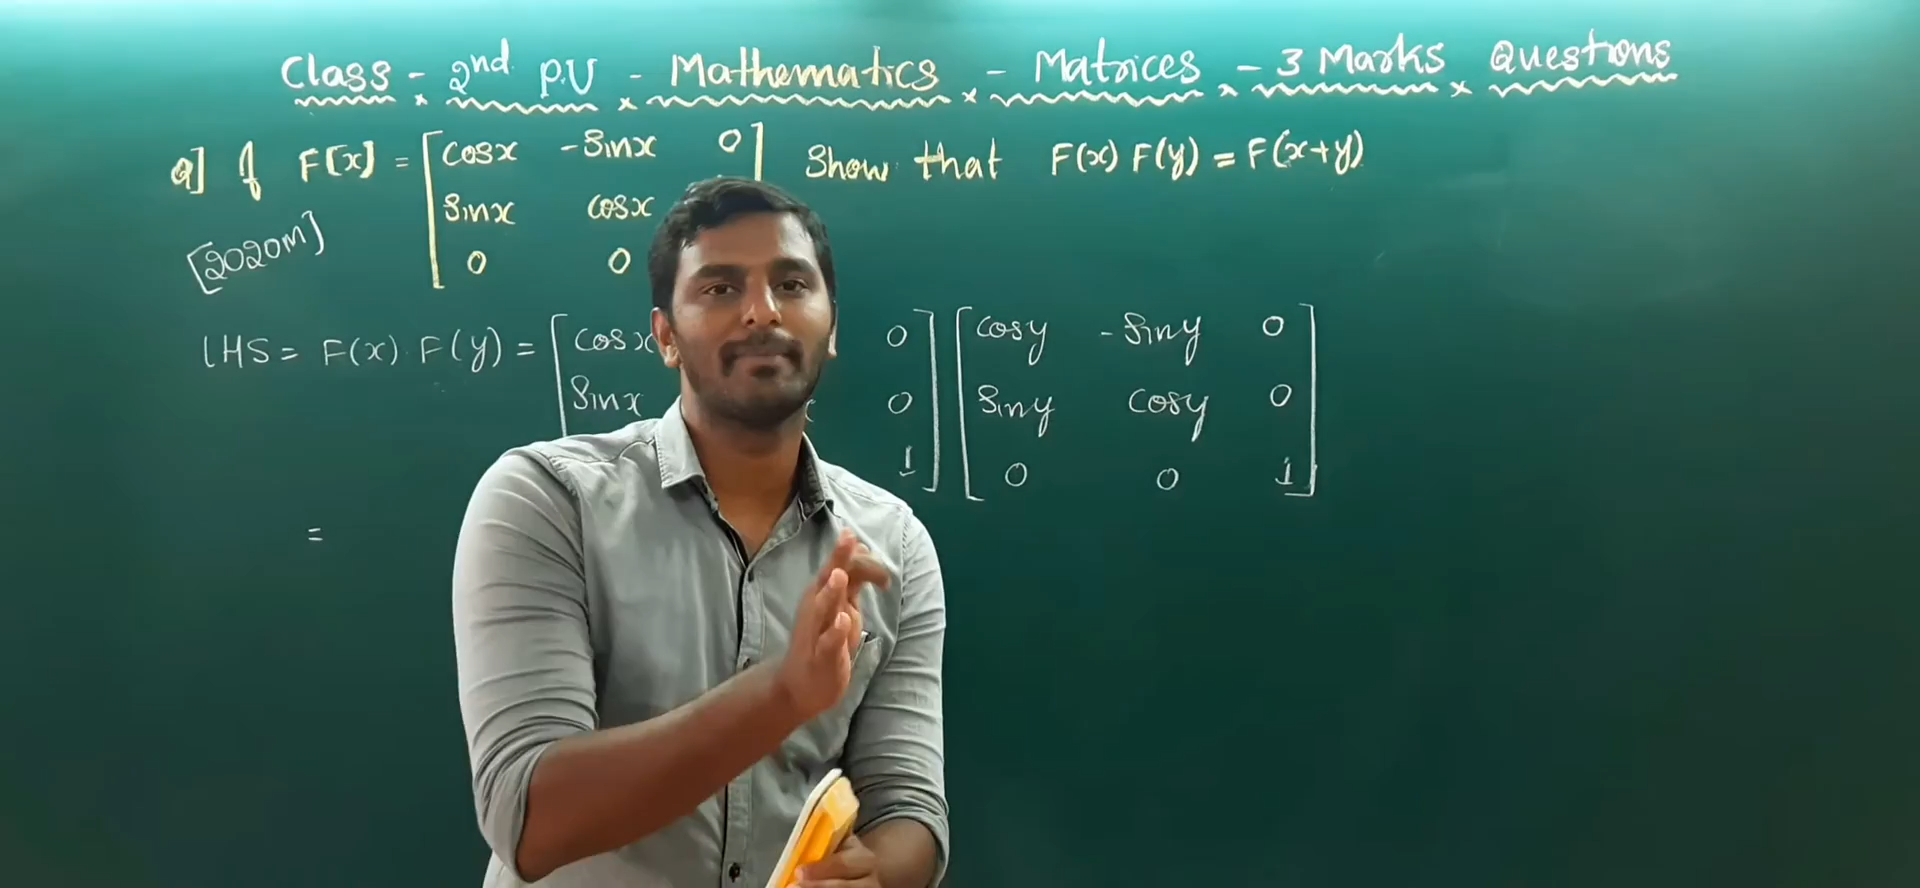 Class - 2nd P.U - Mathematics - Matrices - 3 Marks Questions
Q] If F[x] = [cosx -sinx 0] Show that F(x) F(y) = F(x+y)
sinx cosx
0 0
[2020M]
LHS = F(x) . F(y) = [cosx 0] [cosy -siny 0]
sinx 0 siny cosy 0
1 0 0 1
=